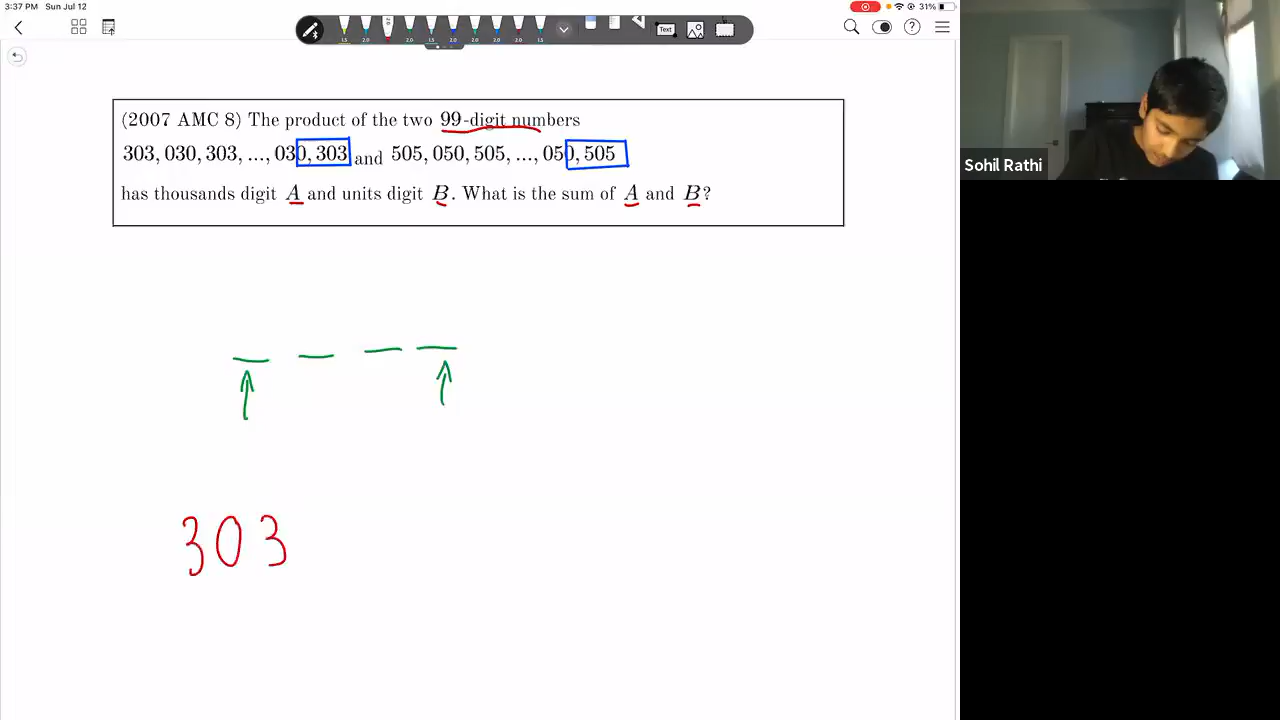 3:37 PM Sun Jul 12
31%
Text
(2007 AMC 8) The product of the two 99-digit numbers
303, 030, 303, ..., 030, 303 and 505, 050, 505, ..., 050, 505
has thousands digit A and units digit B. What is the sum of A and B?
303
Sohil Rathi